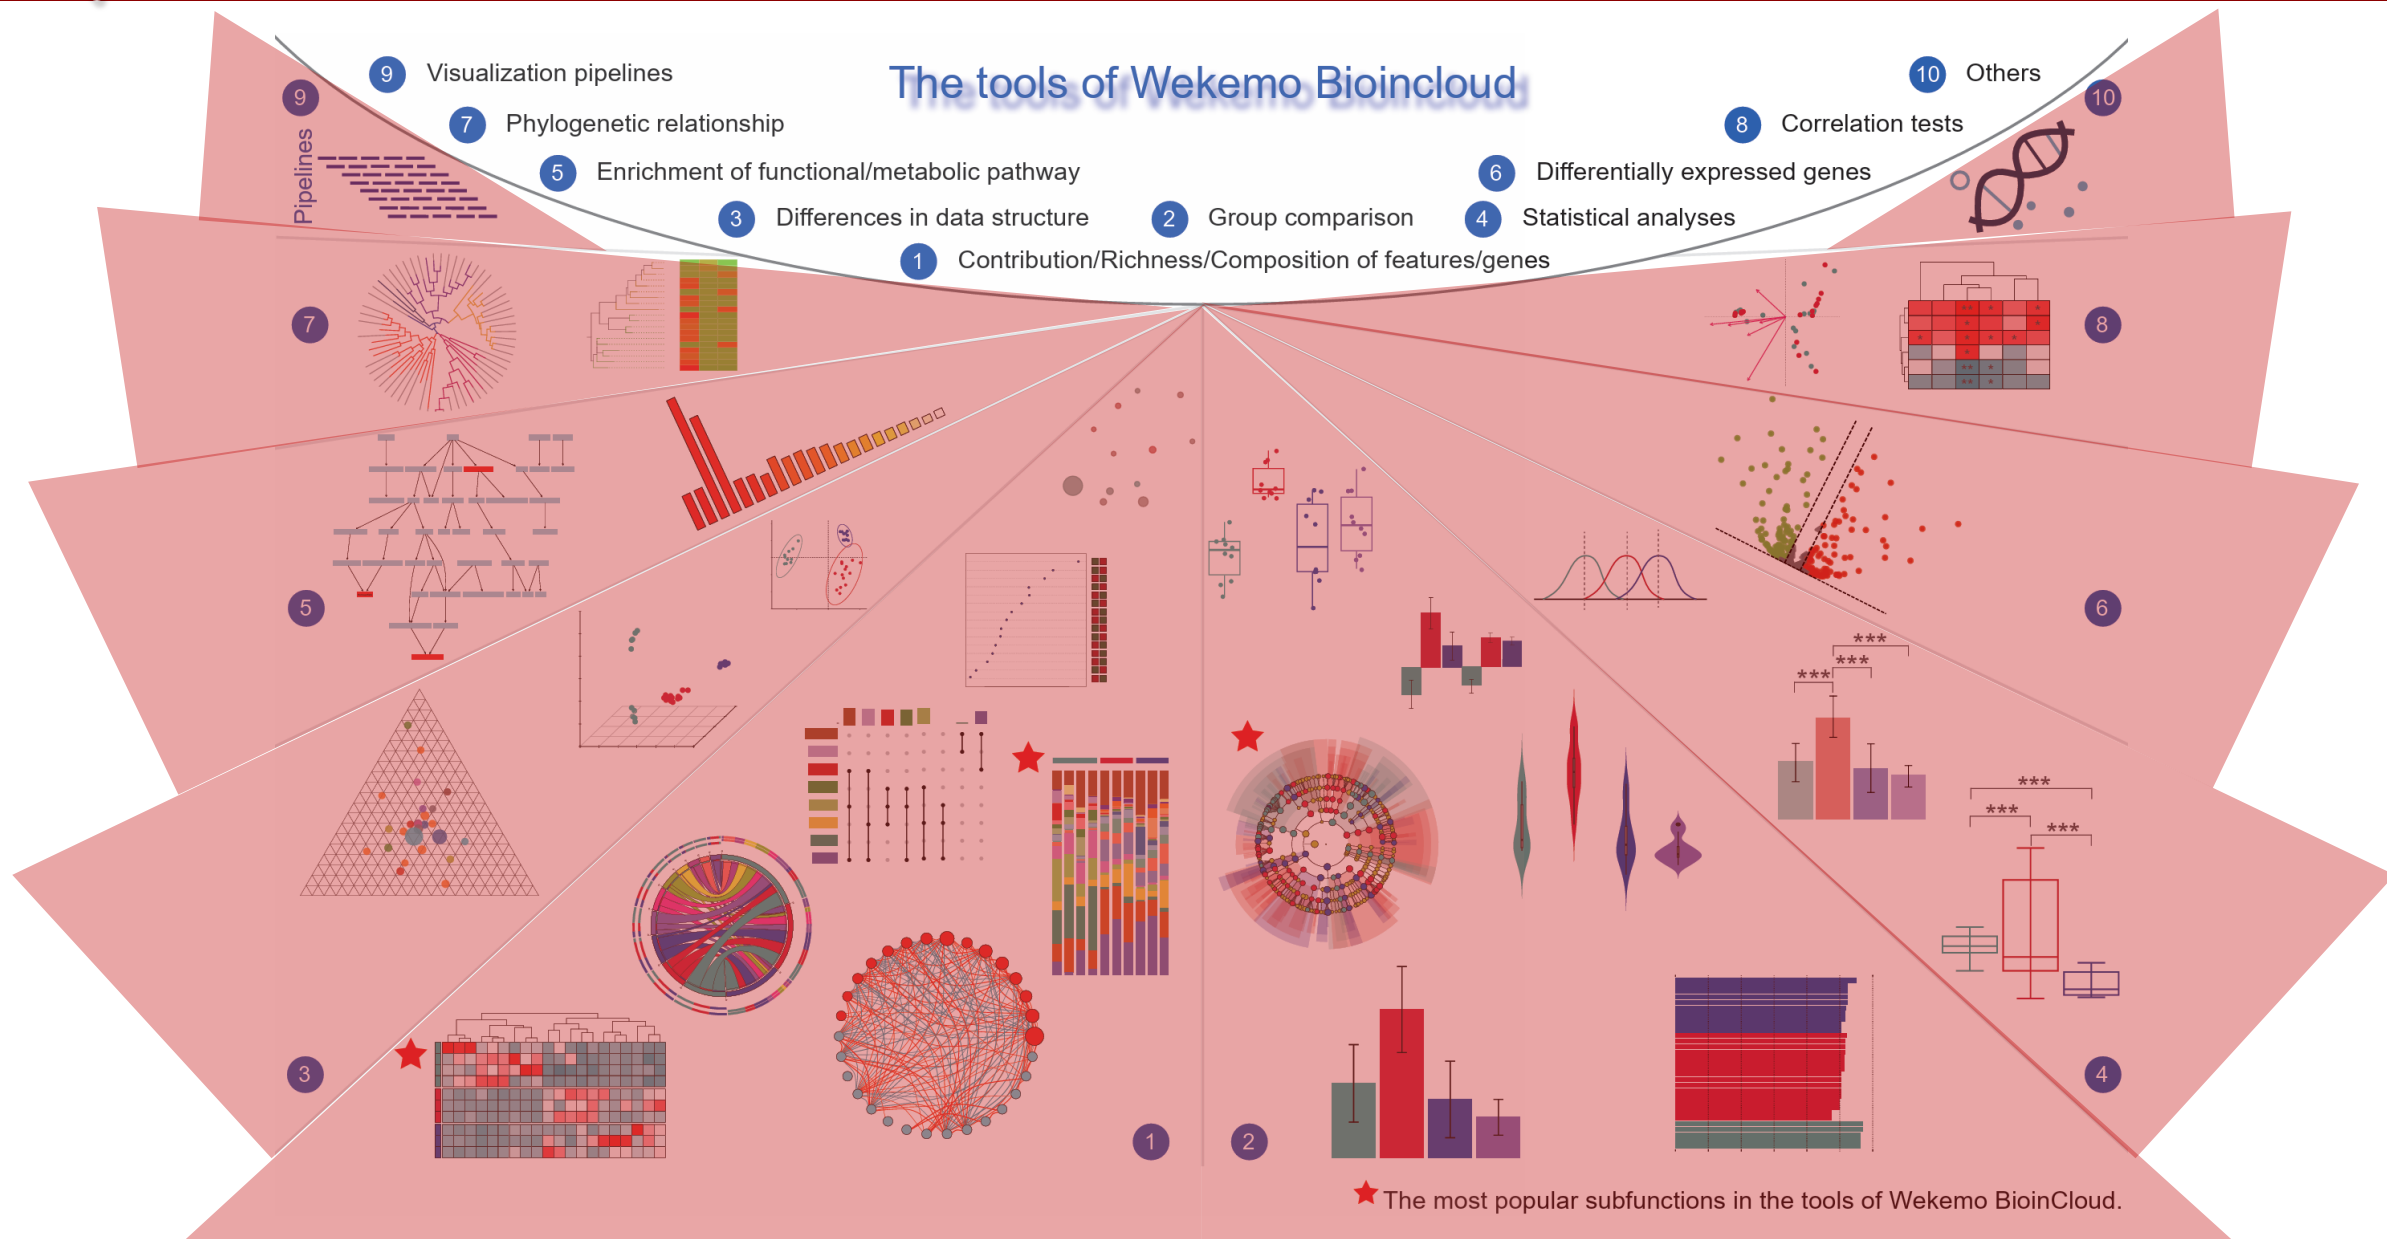 The tools of Wekemo Bioincloud
9 Visualization pipelines
10 Others
7 Phylogenetic relationship
8 Correlation tests
5 Enrichment of functional/metabolic pathway
6 Differentially expressed genes
3 Differences in data structure
2 Group comparison
4 Statistical analyses
1 Contribution/Richness/Composition of features/genes
9
Pipelines
10
7
8
5
6
***
***
***
***
***
***
3
4
1
2
The most popular subfunctions in the tools of Wekemo BioinCloud.